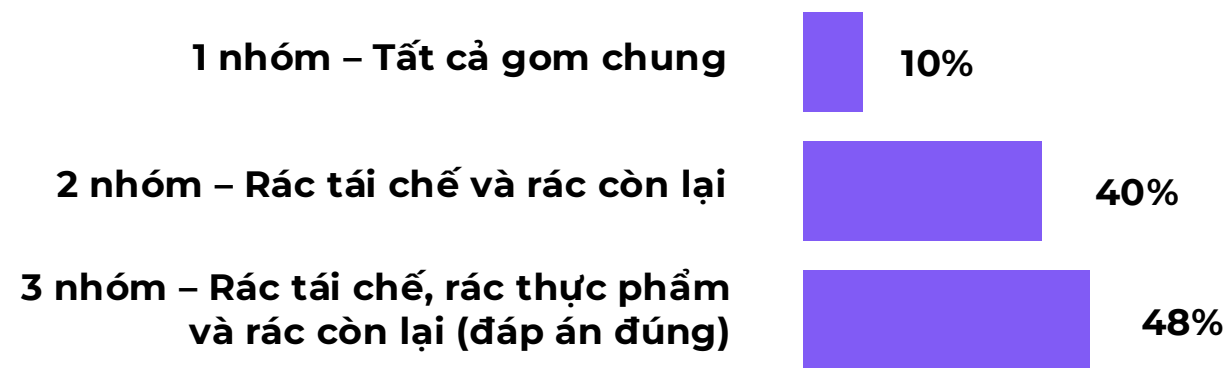 1 nhóm – Tất cả gom chung
10%
2 nhóm – Rác tái chế và rác còn lại
40%
3 nhóm – Rác tái chế, rác thực phẩm
và rác còn lại (đáp án đúng)
48%